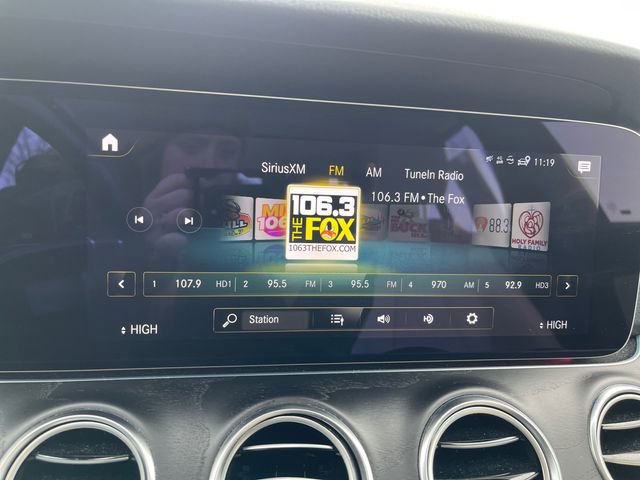 11:19
SiriusXM FM AM TuneIn Radio
106.3 FM•The Fox
106.3
THE FOX
1063THEFOX.COM
88.3
HOLY FAMILY
RADIO
1 107.9 HD1 2 95.5 FM 3 95.5 FM 4 970 AM 5 92.9 HD3
Station
HIGH HIGH